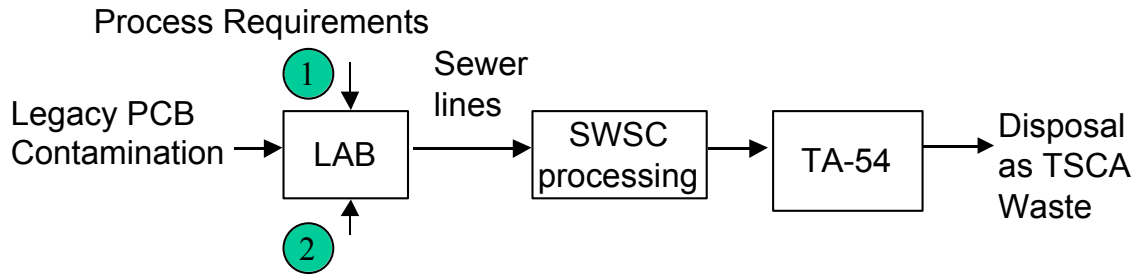 Process Requirements
1
Sewer
lines
Legacy PCB
Contamination
LAB
SWSC
processing
TA-54
Disposal
as TSCA
Waste
2